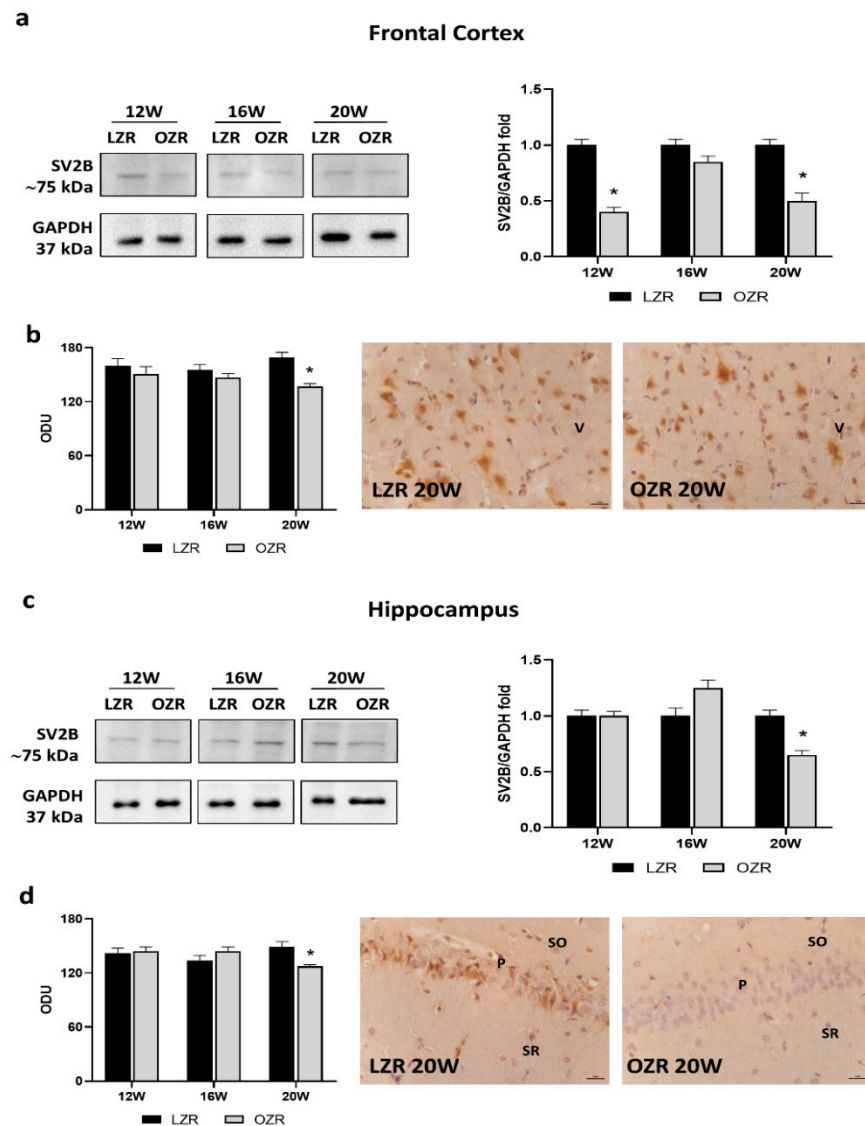 a
Frontal Cortex
12W 16W 20W
LZR OZR LZR OZR LZR OZR
SV2B
~75 kDa
GAPDH
37 kDa
SV2B/GAPDH fold
1.5
1.0
0.5
0.0
* *
12W 16W 20W
LZR OZR
b
ODU
180
120
60
0
*
12W 16W 20W
LZR OZR
V
LZR 20W
V
OZR 20W
c
Hippocampus
12W 16W 20W
LZR OZR LZR OZR LZR OZR
SV2B
~75 kDa
GAPDH
37 kDa
SV2B/GAPDH fold
1.5
1.0
0.5
0.0
*
12W 16W 20W
LZR OZR
d
ODU
180
120
60
0
*
12W 16W 20W
LZR OZR
SO
P
SR
LZR 20W
SO
P
SR
OZR 20W